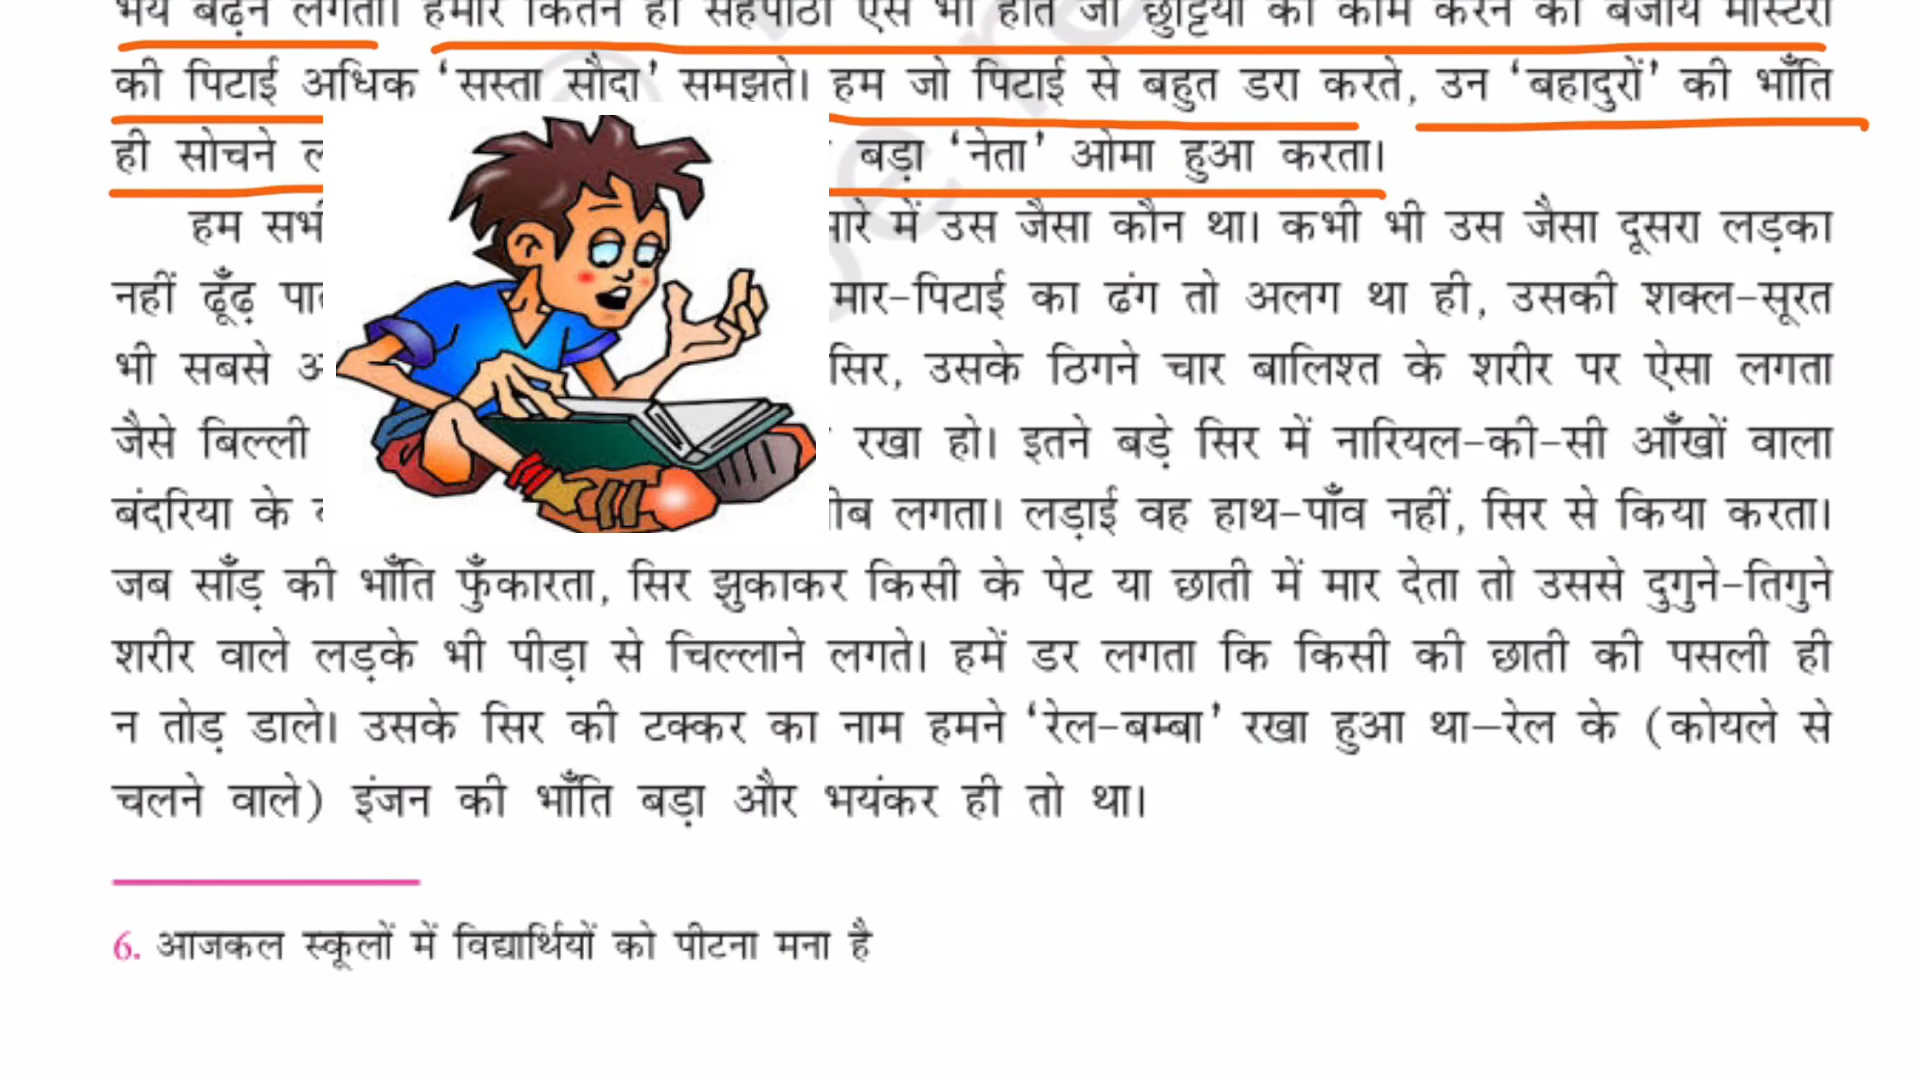 भय बढ़ने लगता। हमारे कितने ही सहपाठी ऐसे भी होते जो छुट्टियों का काम करने की बजाय मास्टरों
की पिटाई अधिक ‘सस्ता सौदा’ समझते। हम जो पिटाई से बहुत डरा करते, उन ‘बहादुरों’ की भाँति
ही सोचने बड़ा ‘नेता’ ओमा हुआ करता।
हम में उस जैसा कौन था। कभी भी उस जैसा दूसरा लड़का
नहीं ढूँढ़ मार-पिटाई का ढंग तो अलग था ही, उसकी शक्ल-सूरत
भी सबसे सिर, उसके ठिगने चार बालिश्त के शरीर पर ऐसा लगता
जैसे बिल्ली रखा हो। इतने बड़े सिर में नारियल-की-सी आँखों वाला
बंदरिया के लगता। लड़ाई वह हाथ-पाँव नहीं, सिर से किया करता।
जब साँड़ की भाँति फुँकारता, सिर झुकाकर किसी के पेट या छाती में मार देता तो उससे दुगुने-तिगुने
शरीर वाले लड़के भी पीड़ा से चिल्लाने लगते। हमें डर लगता कि किसी की छाती की पसली ही
न तोड़ डाले। उसके सिर की टक्कर का नाम हमने ‘रेल-बम्बा’ रखा हुआ था—रेल के (कोयले से
चलने वाले) इंजन की भाँति बड़ा और भयंकर ही तो था।
6. आजकल स्कूलों में विद्यार्थियों को पीटना मना है